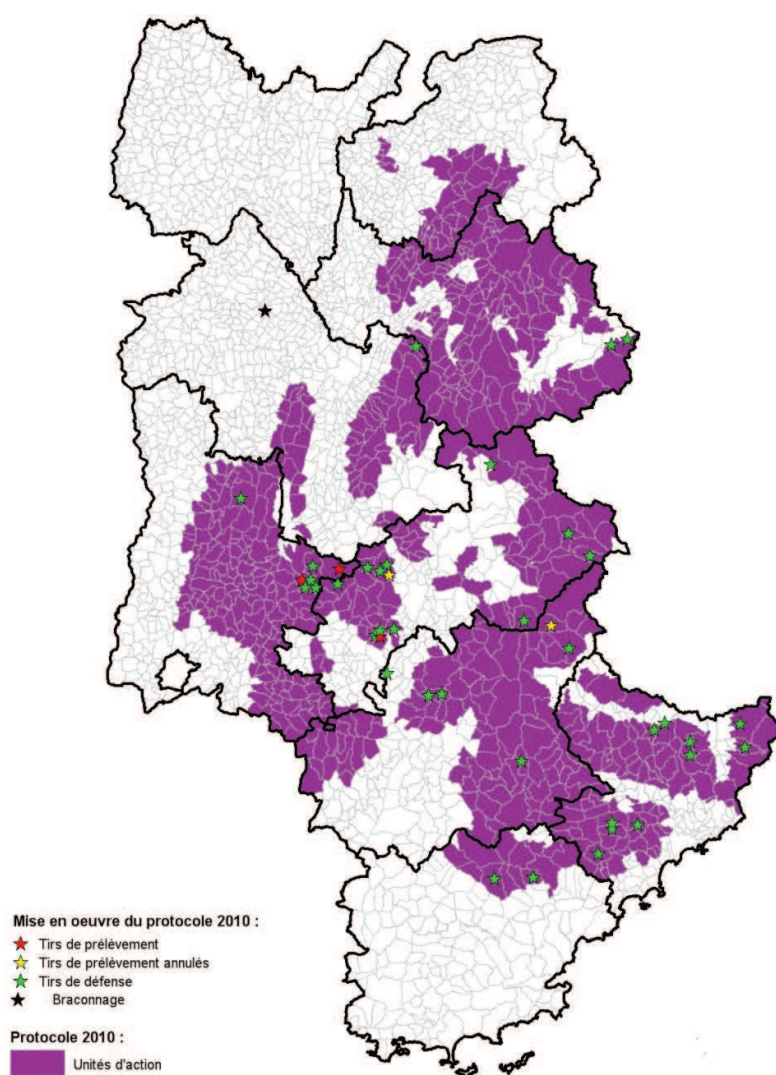 Mise en oeuvre du protocole 2010 :
Tirs de prélèvement
Tirs de prélèvement annulés
Tirs de défense
Braconnage
Protocole 2010 :
Unités d'action